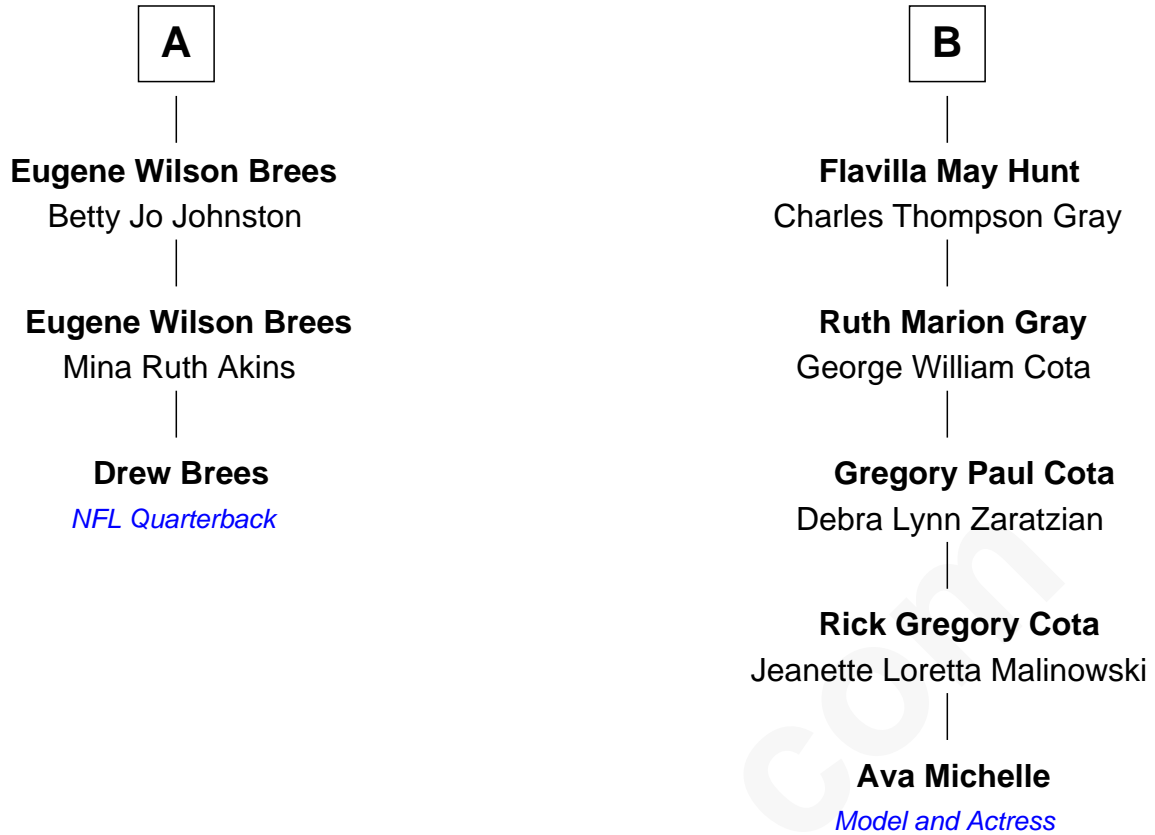 A
Eugene Wilson Brees
Betty Jo Johnston
Eugene Wilson Brees
Mina Ruth Akins
Drew Brees
NFL Quarterback
B
Flavilla May Hunt
Charles Thompson Gray
Ruth Marion Gray
George William Cota
Gregory Paul Cota
Debra Lynn Zaratzian
Rick Gregory Cota
Jeanette Loretta Malinowski
Ava Michelle
Model and Actress
com